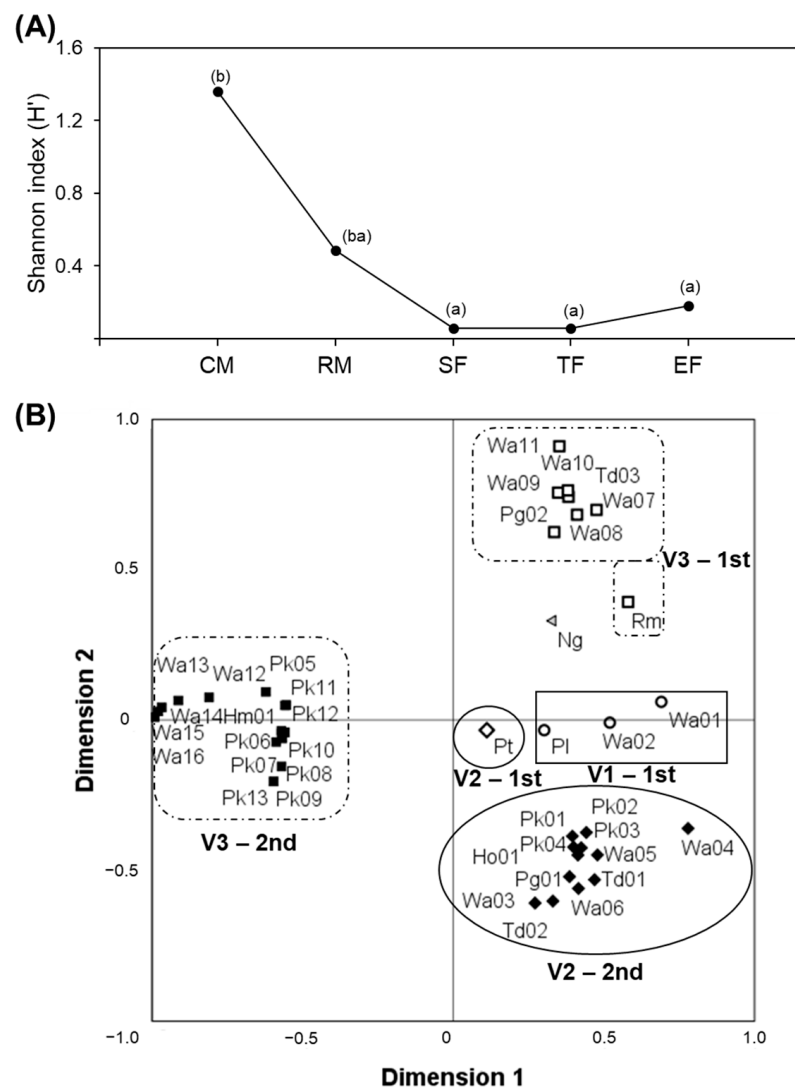 (A)
1.6
1.2
0.8
0.4
Shannon index (H')
(b)
(ba)
(a)
(a)
(a)
CM RM SF TF EF
(B)
1.0
0.5
0
−0.5
Dimension 2
Wa11
Wa10
Td03
Wa09
Wa07
Pg02
Wa08
V3 – 1st
Rm
Ng
Wa13
Wa12
Pk05
Pk11
Wa14
Hm01
Pk12
Wa15
Pk06
Pk10
Wa16
Pk07
Pk08
Pk13
Pk09
V3 – 2nd
Pt
Pl
Wa02
Wa01
V2 – 1st
V1 – 1st
Pk02
Pk01
Pk03
Pk04
Wa04
Ho01
Wa05
Pg01
Td01
Wa03
Wa06
Td02
V2 – 2nd
−1.0 −0.5 0 0.5 1.0
Dimension 1